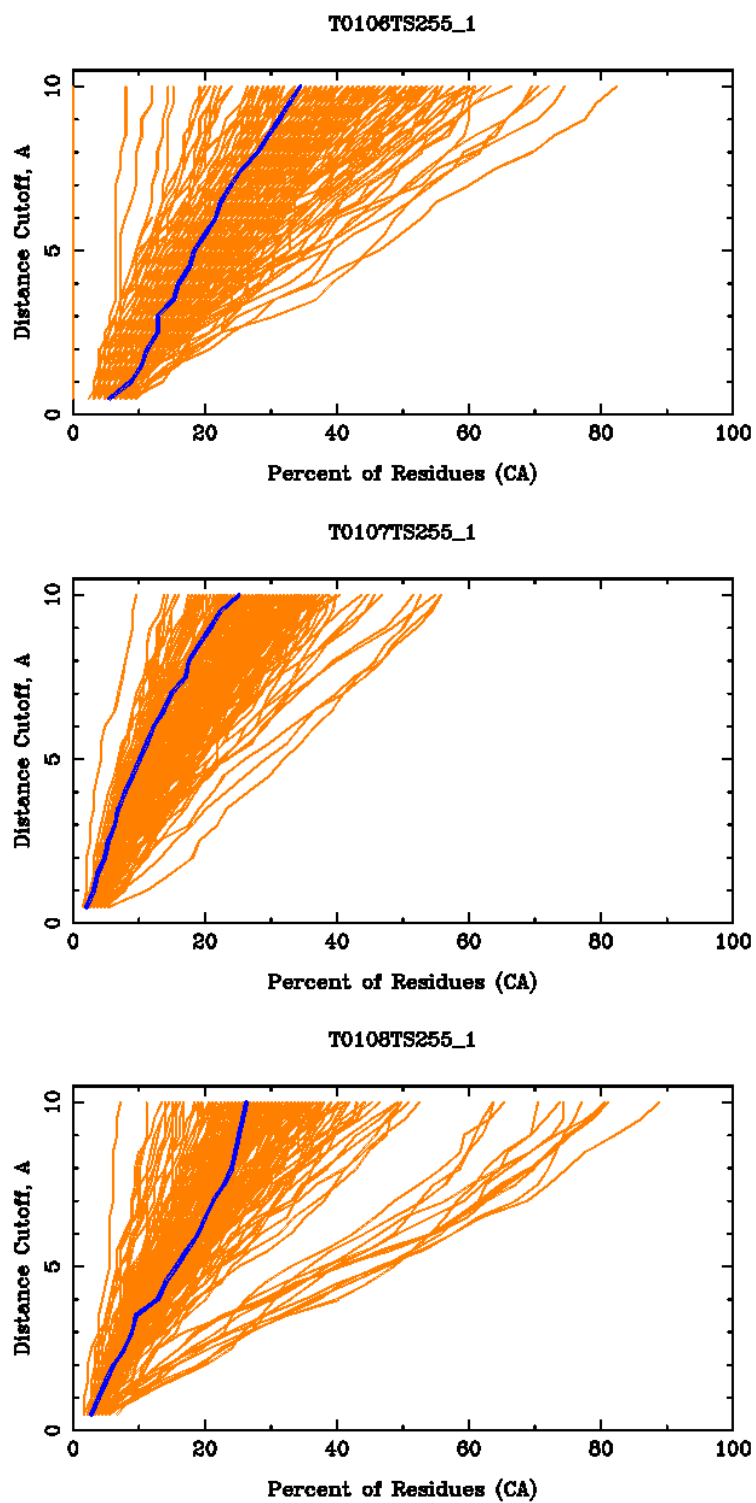 T0106TS255_1
10
Distance Cutoff, A
5
0
0 20 40 60 80 100
Percent of Residues (CA)
T0107TS255_1
10
Distance Cutoff, A
5
0
0 20 40 60 80 100
Percent of Residues (CA)
T0108TS255_1
10
Distance Cutoff, A
5
0
0 20 40 60 80 100
Percent of Residues (CA)